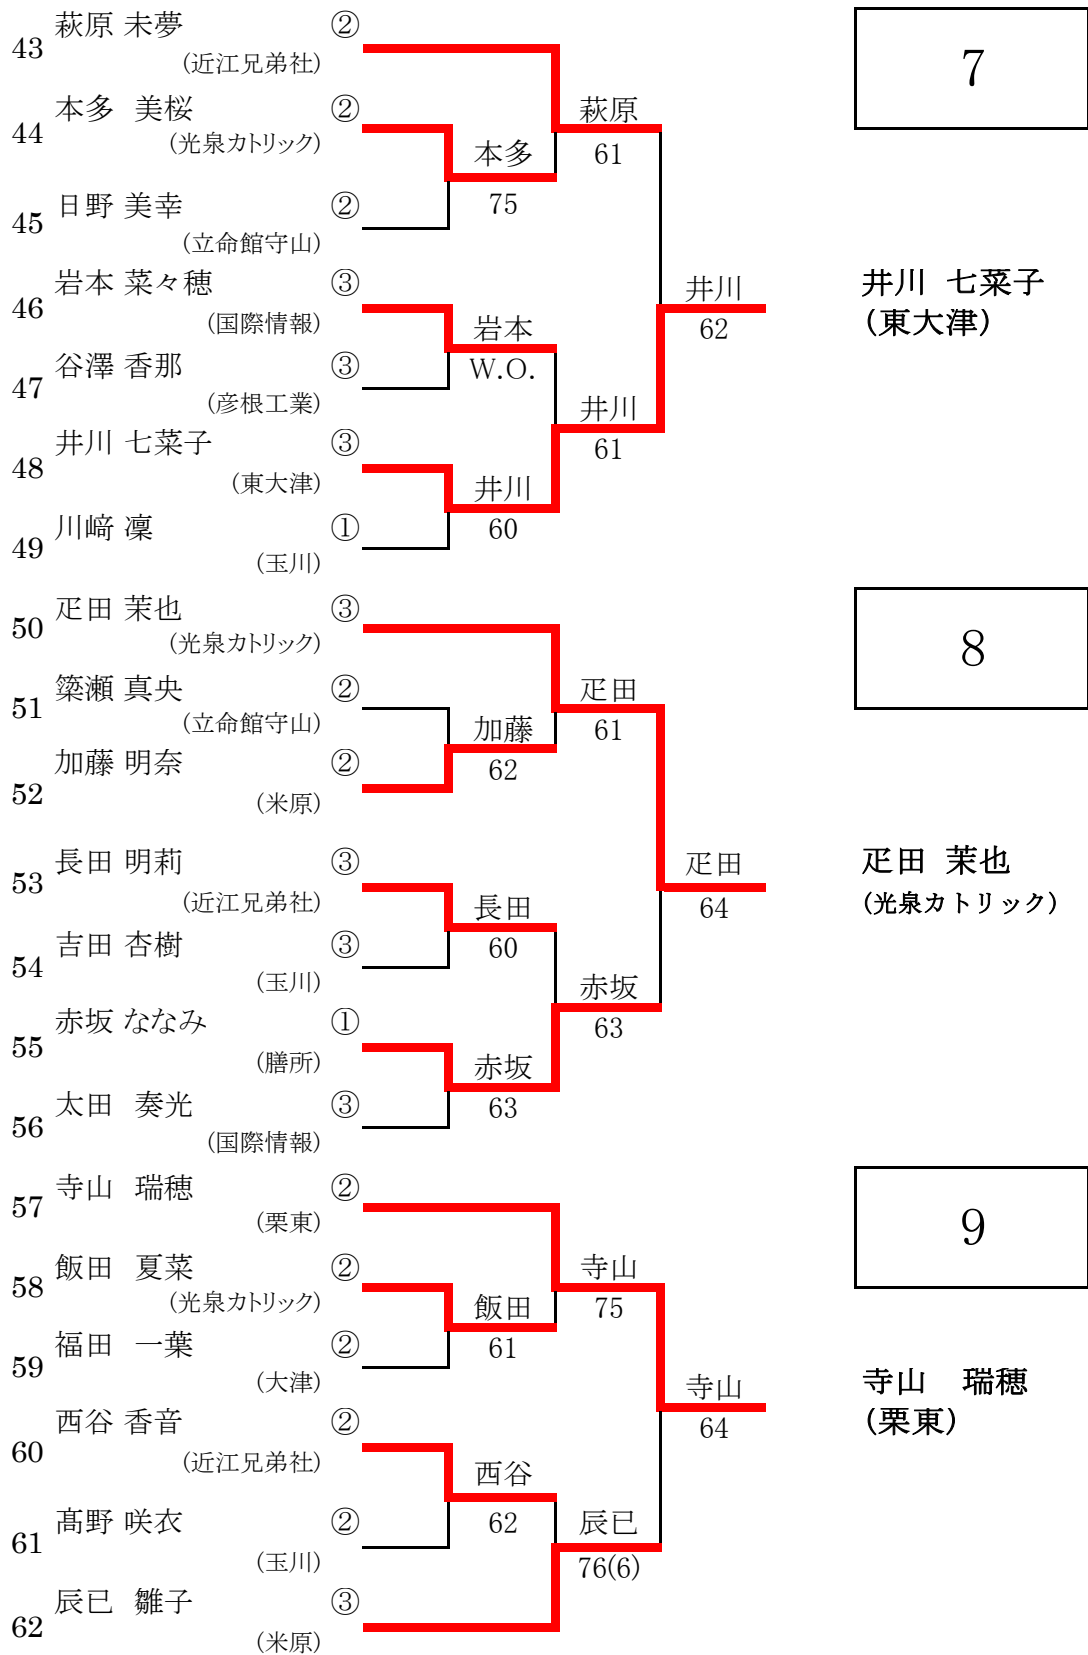 43 萩原 未夢 ②
(近江兄弟社)
44 本多 美桜 ②
(光泉カトリック)
45 日野 美幸 ②
(立命館守山)
46 岩本 菜々穂 ③
(国際情報)
47 谷澤 香那 ③
(彦根工業)
48 井川 七菜子 ③
(東大津)
49 川﨑 凜 ①
(玉川)
本多
75
岩本
W.O.
井川
60
萩原
61
井川
61
井川
62
7
井川 七菜子
(東大津)
50 疋田 茉也 ③
(光泉カトリック)
51 簗瀬 真央 ②
(立命館守山)
52 加藤 明奈 ②
(米原)
53 長田 明莉 ③
(近江兄弟社)
54 吉田 杏樹 ③
(玉川)
55 赤坂 ななみ ①
(膳所)
56 太田 奏光 ③
(国際情報)
加藤
62
長田
60
赤坂
63
疋田
61
赤坂
63
疋田
64
8
疋田 茉也
(光泉カトリック)
57 寺山 瑞穂 ②
(栗東)
58 飯田 夏菜 ②
(光泉カトリック)
59 福田 一葉 ②
(大津)
60 西谷 香音 ②
(近江兄弟社)
61 髙野 咲衣 ②
(玉川)
62 辰已 雛子 ③
(米原)
飯田
61
西谷
62
寺山
75
辰已
76(6)
寺山
64
9
寺山 瑞穂
(栗東)